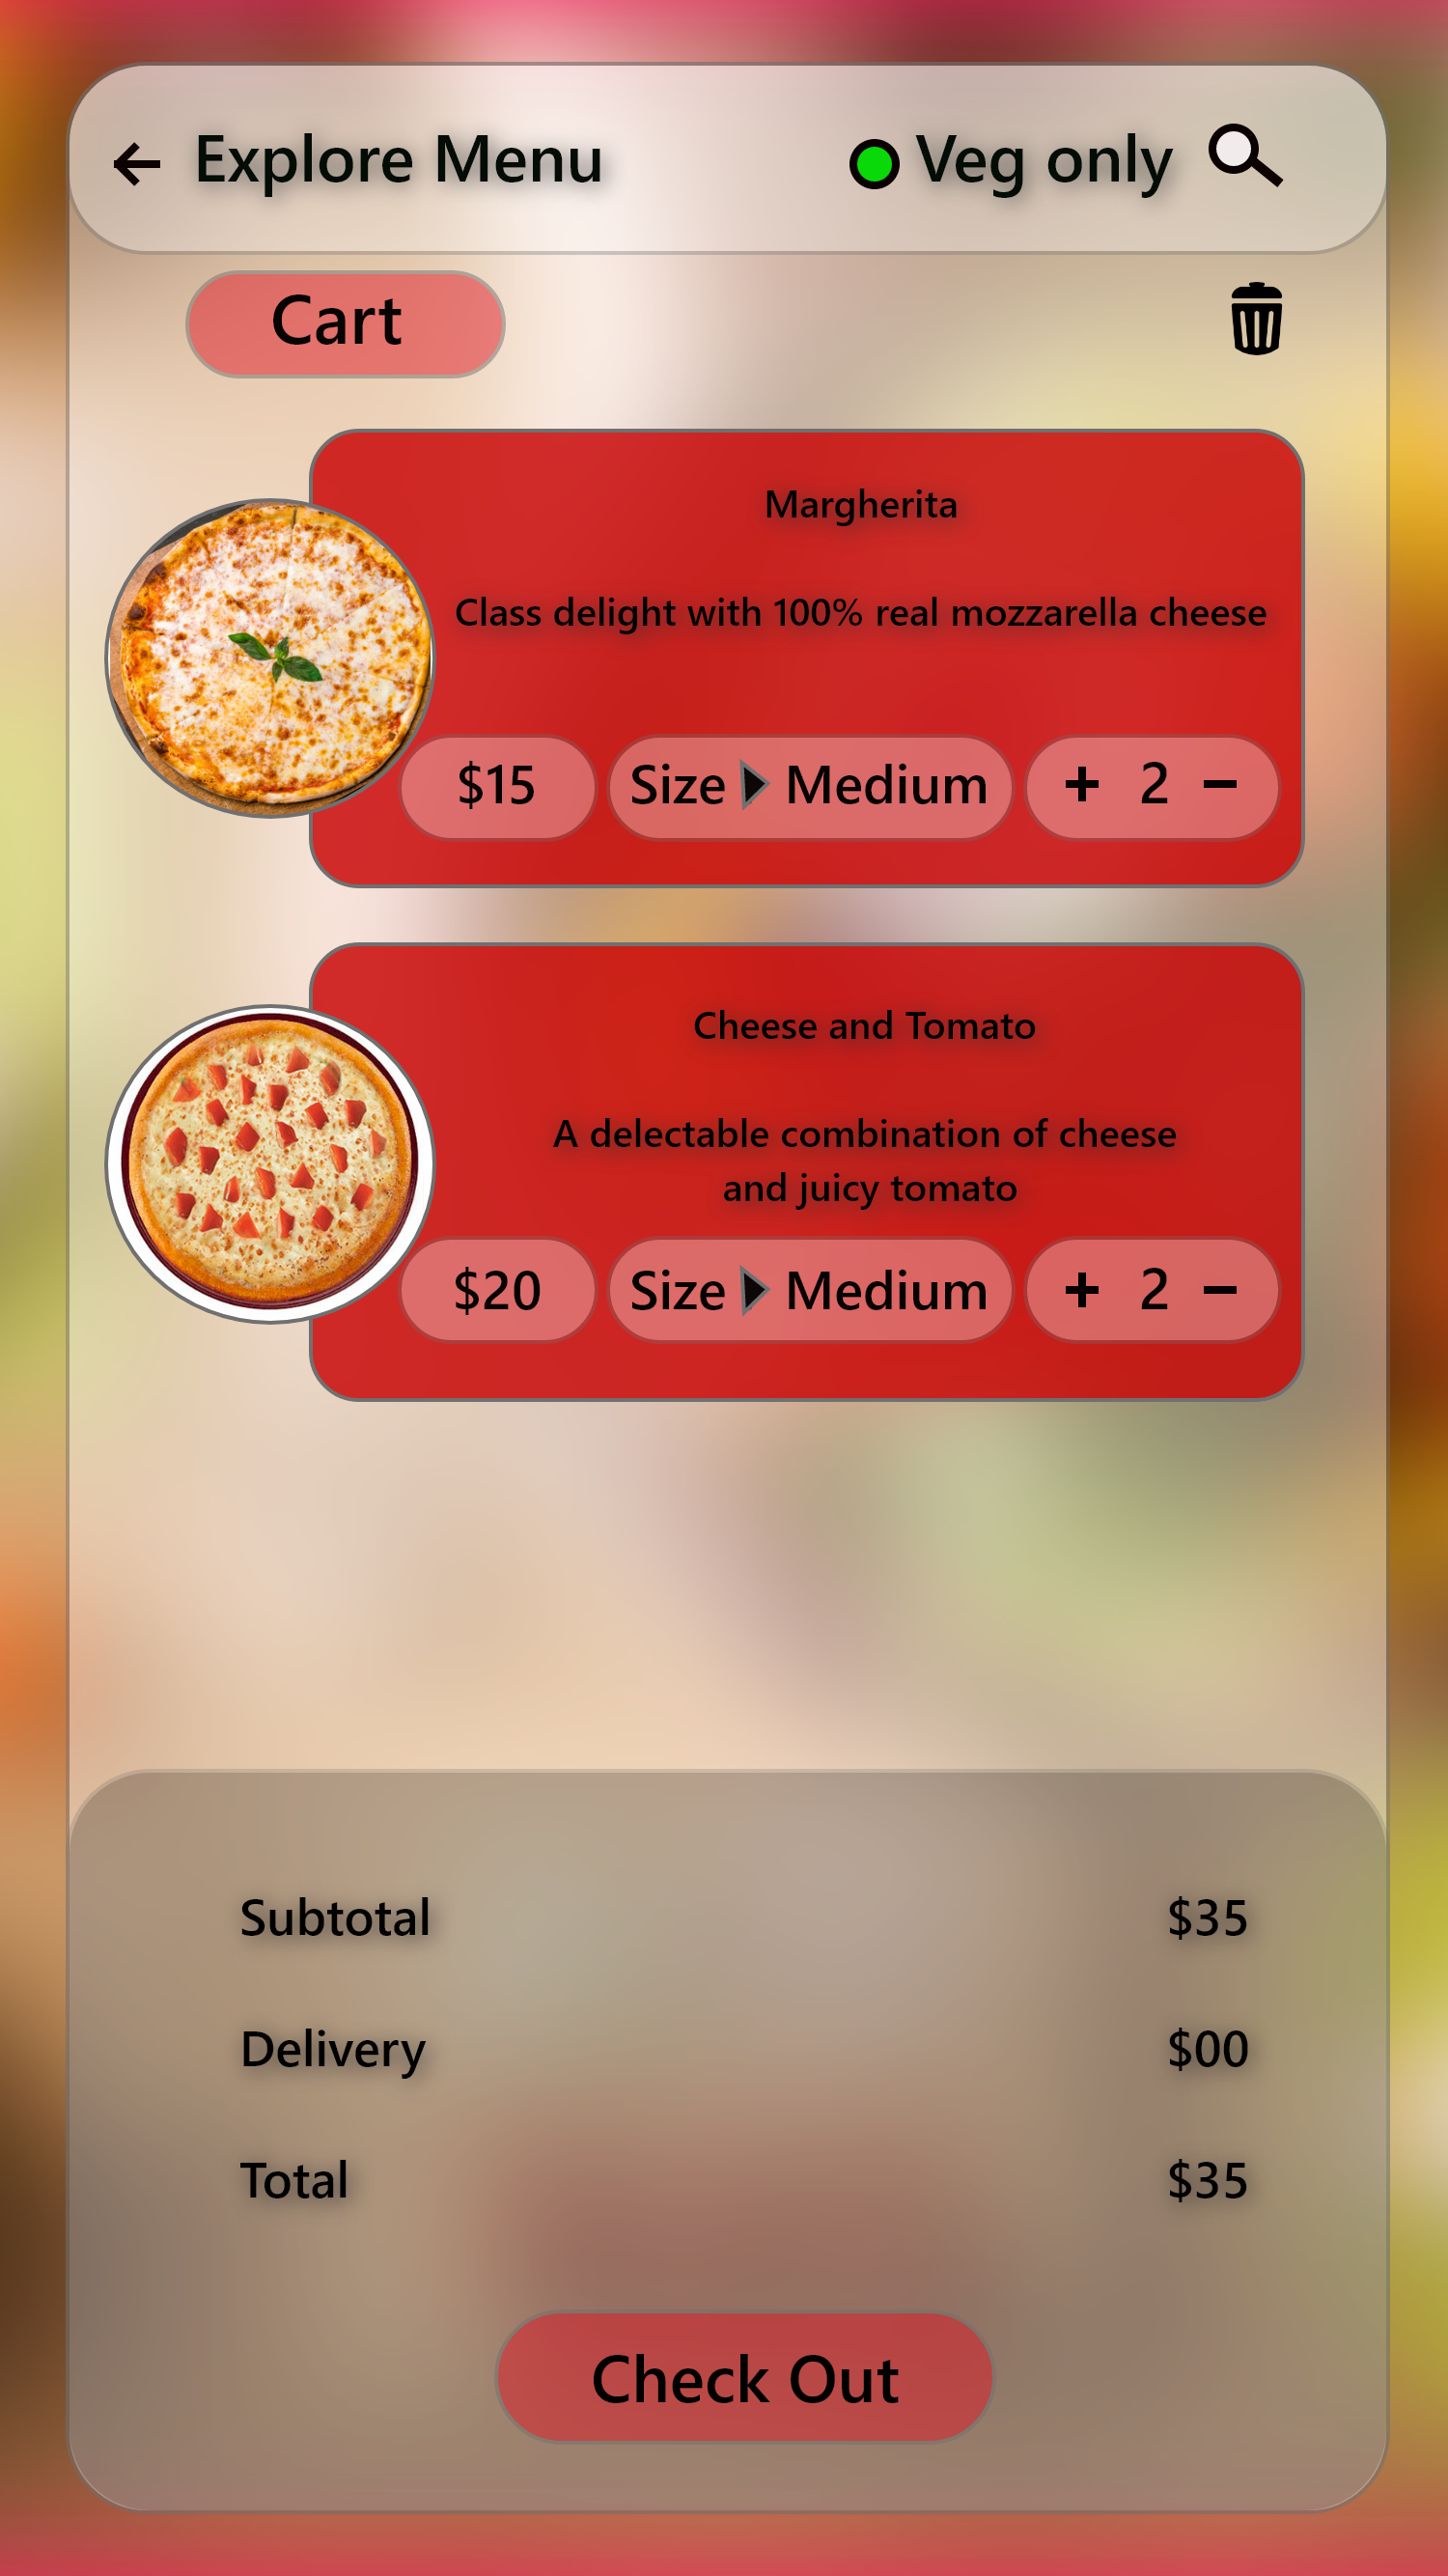 Explore Menu Veg only
Cart
Margherita
Class delight with 100% real mozzarella cheese
$15 Size Medium + 2 −
Cheese and Tomato
A delectable combination of cheese
and juicy tomato
$20 Size Medium + 2 −
Subtotal $35
Delivery $00
Total $35
Check Out